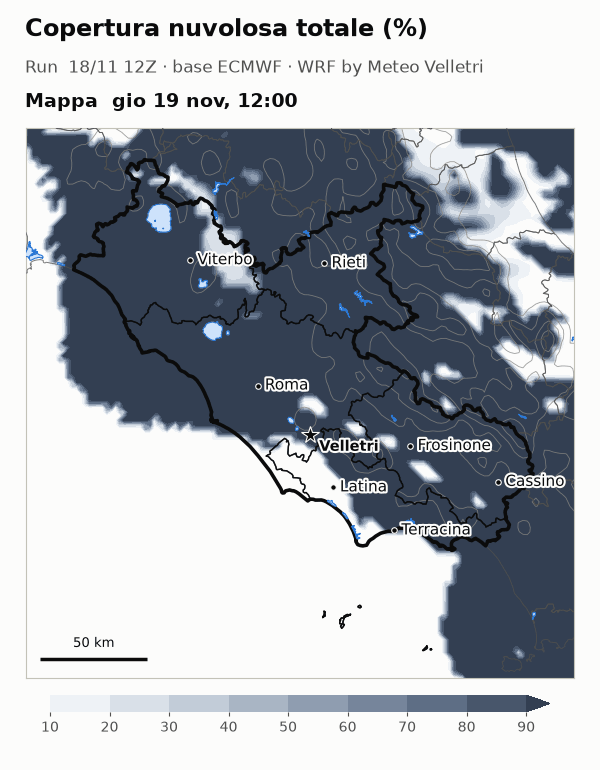 Copertura nuvolosa totale (%)
Run 18/11 12Z · base ECMWF · WRF by Meteo Velletri
Mappa gio 19 nov, 12:00
Viterbo
Rieti
Roma
Velletri
Frosinone
Cassino
Latina
Terracina
50 km
10 20 30 40 50 60 70 80 90